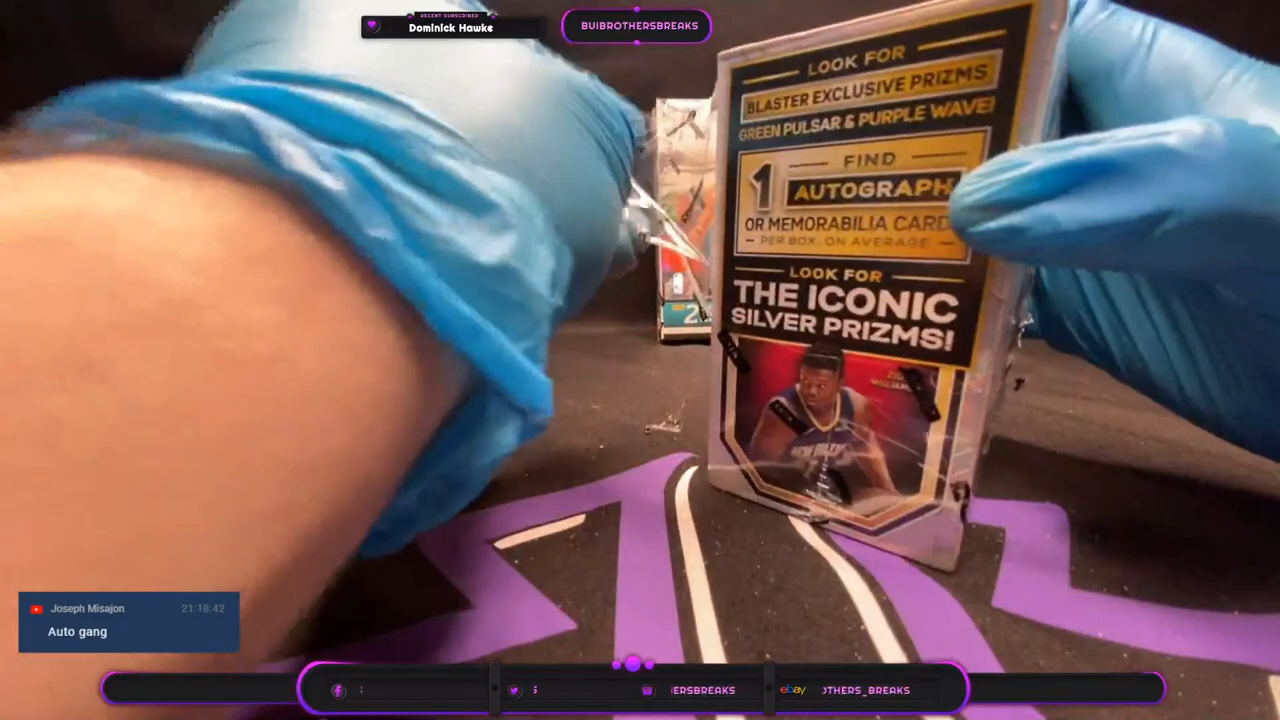 RECENT SUBSCRIBER
Dominick Hawke
BUIBROTHERSBREAKS
LOOK FOR
BLASTER EXCLUSIVE PRIZMS
GREEN PULSAR & PURPLE WAVE!
FIND
1 AUTOGRAPH
OR MEMORABILIA CARD
PER BOX, ON AVERAGE
LOOK FOR
THE ICONIC
SILVER PRIZMS!
Joseph Misajon 21:18:42
Auto gang
ERSBREAKS
ebay
OTHERS_BREAKS